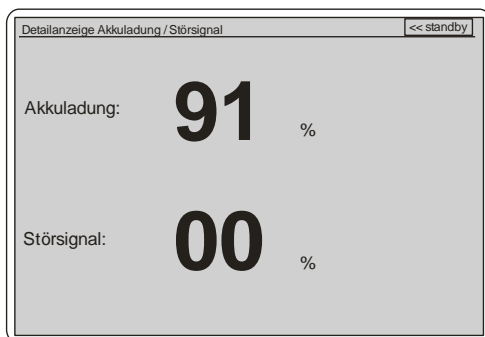 Detailanzeige Akkuladung / Störsignal << standby
Akkuladung: 91 %
Störsignal: 00 %